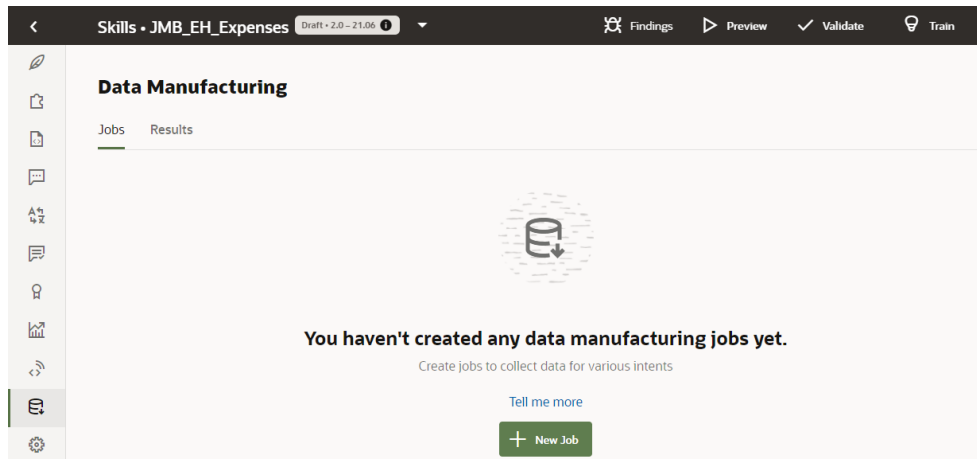 Skills • JMB_EH_Expenses Draft • 2.0 – 21.06 Findings Preview Validate Train
Data Manufacturing
Jobs Results
You haven't created any data manufacturing jobs yet.
Create jobs to collect data for various intents
Tell me more
New Job